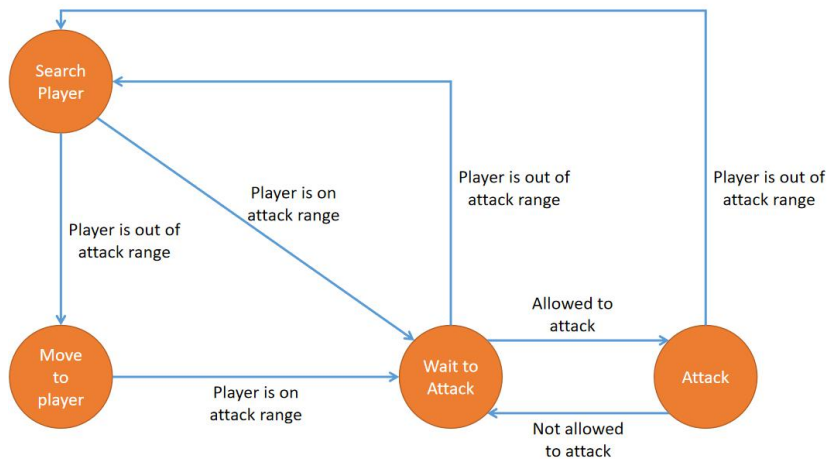 Search
Player
Player is on
attack range
Player is out of
attack range
Player is out of
attack range
Player is out of
attack range
Allowed to
attack
Move
to
player
Player is on
attack range
Wait to
Attack
Attack
Not allowed
to attack